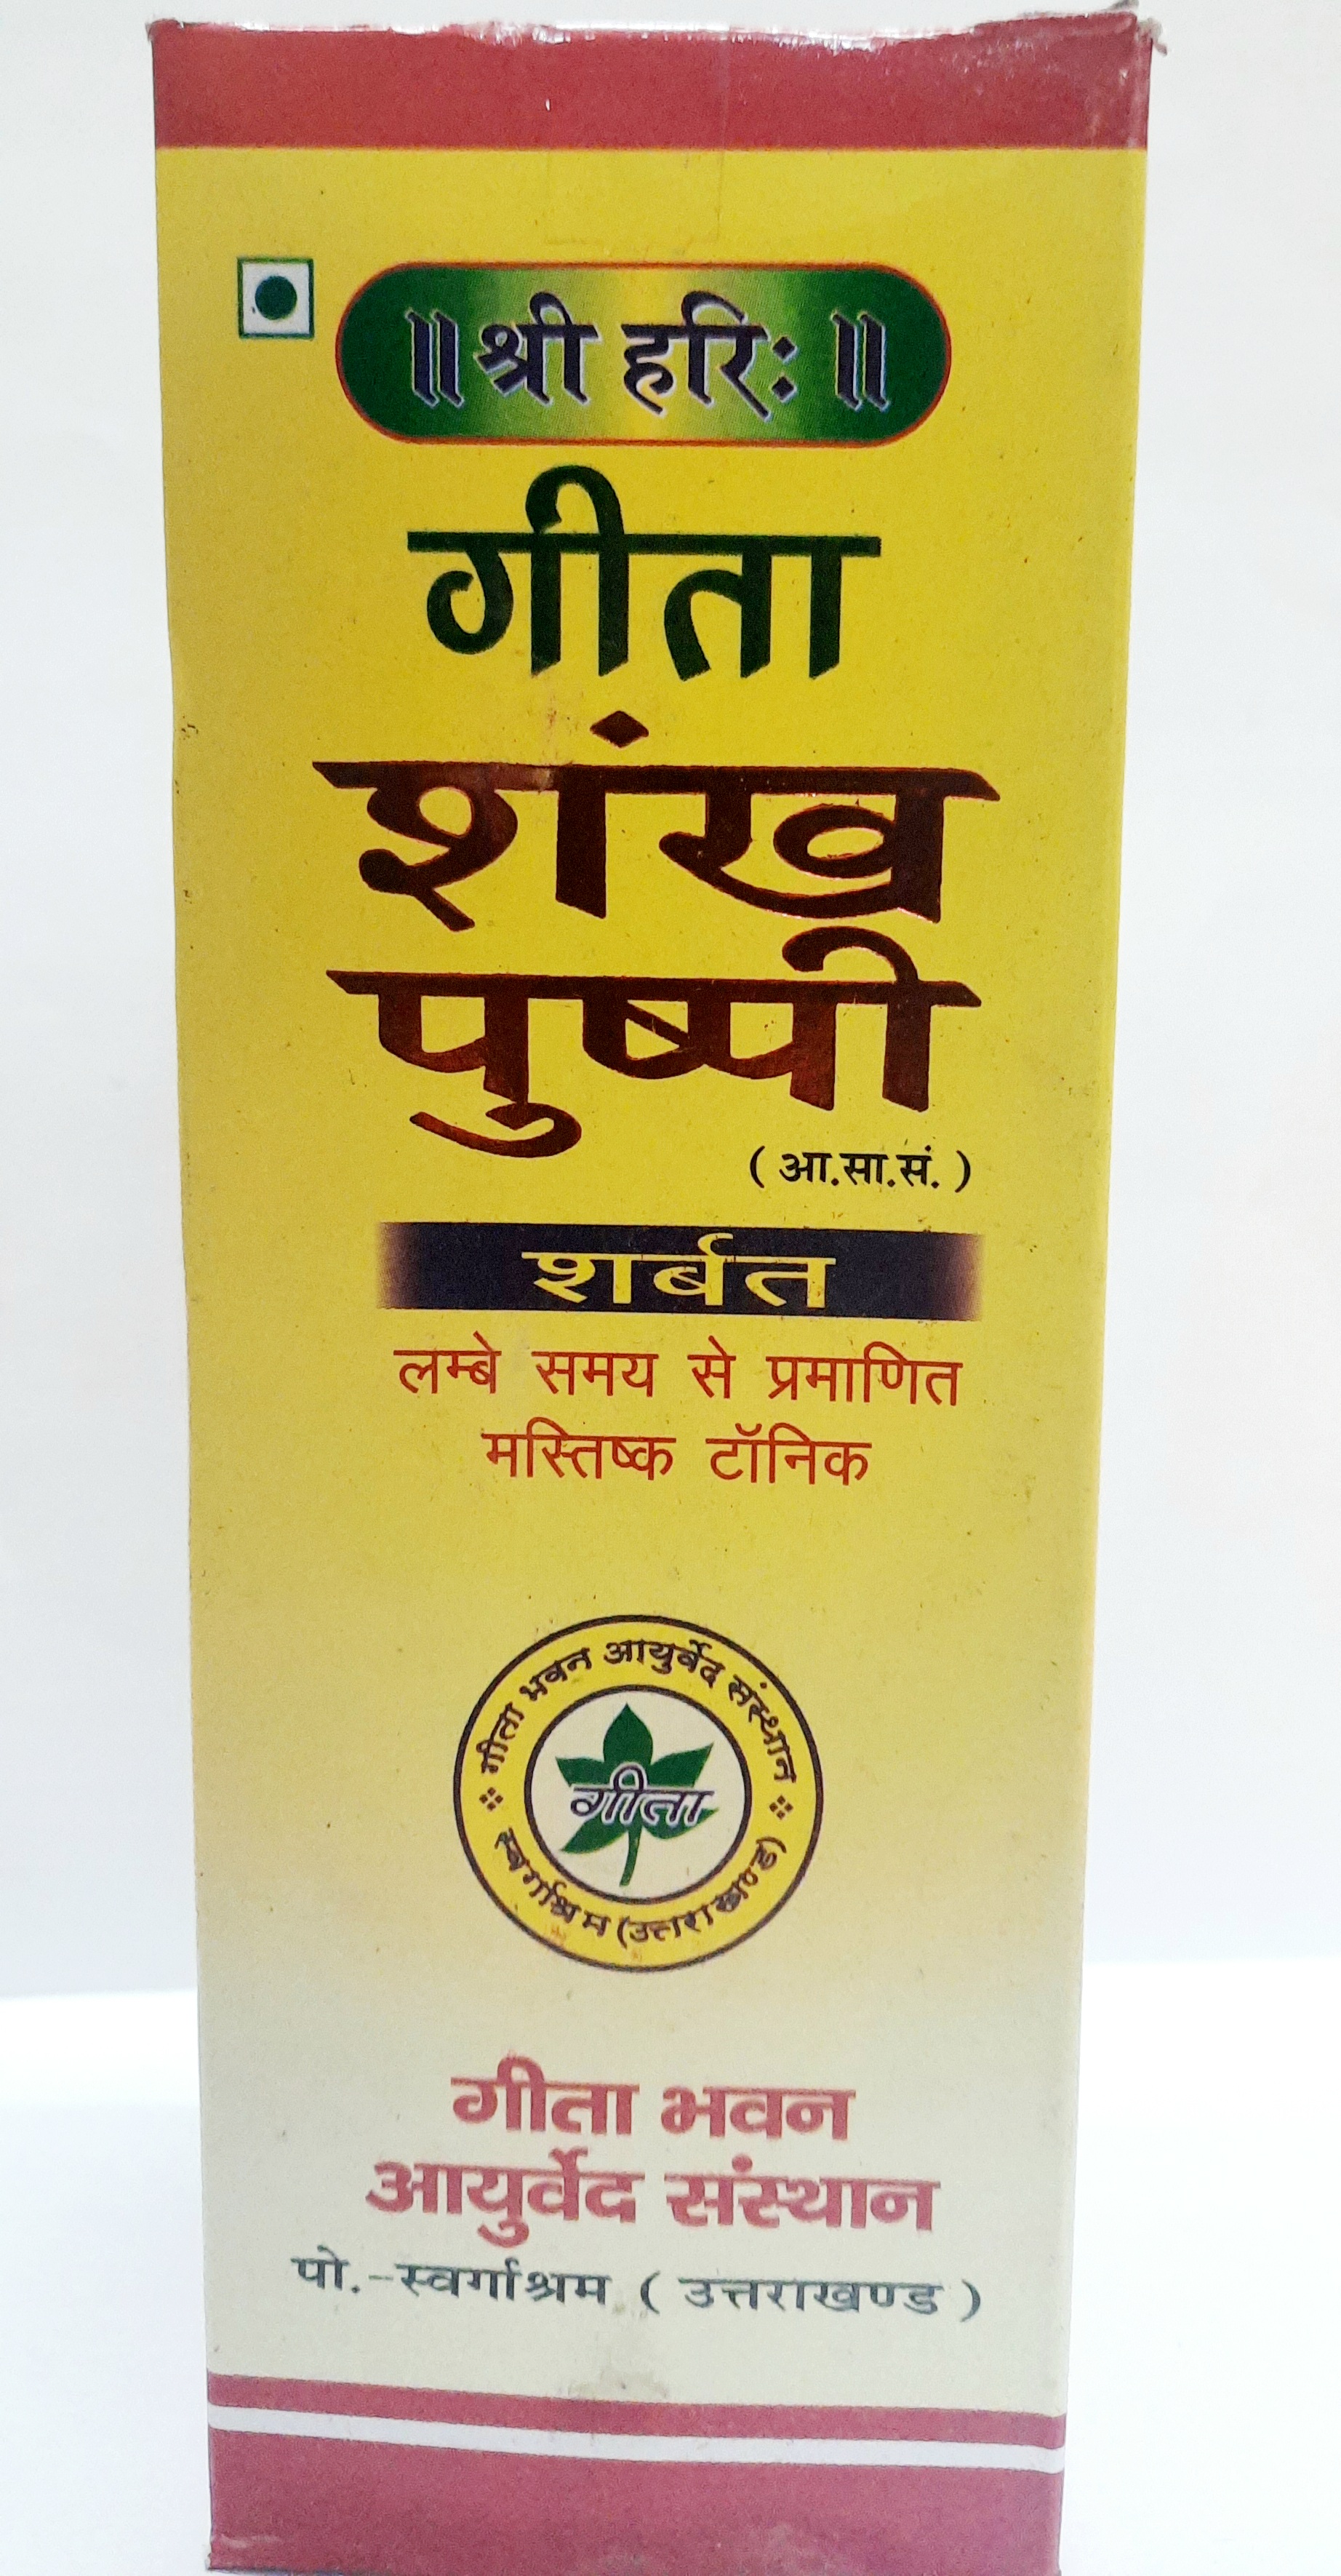 ॥ श्री हरिः ॥
गीता
शंख
पुष्पी
( आ.सा.सं. )
शर्बत
लम्बे समय से प्रमाणित
मस्तिष्क टॉनिक
गीता भवन आयुर्वेद संस्थान
गीता
स्वर्गाश्रम (उत्तराखण्ड)
गीता भवन
आयुर्वेद संस्थान
पो.-स्वर्गाश्रम ( उत्तराखण्ड )